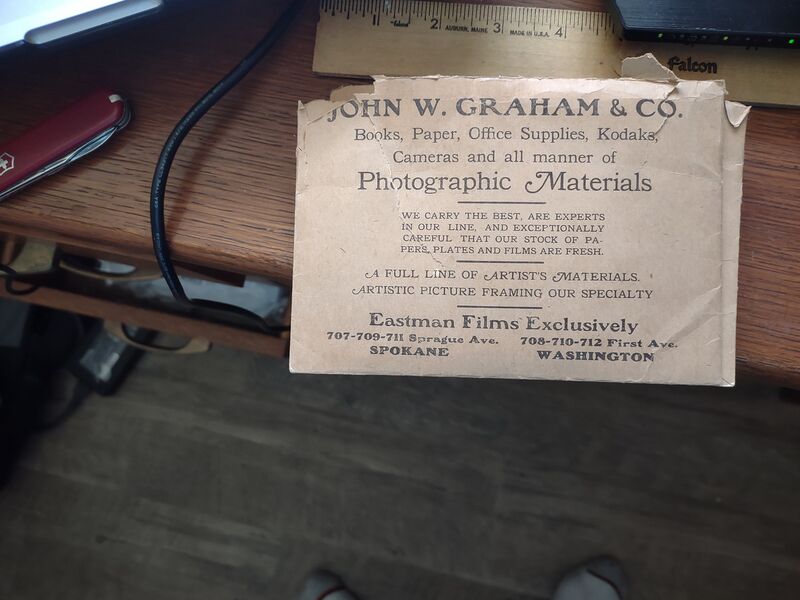 2 AUBURN, MAINE 3 MADE IN U.S.A. 4
Falcon
JOHN W. GRAHAM & CO.
Books, Paper, Office Supplies, Kodaks,
Cameras and all manner of
Photographic Materials
WE CARRY THE BEST, ARE EXPERTS
IN OUR LINE, AND EXCEPTIONALLY
CAREFUL THAT OUR STOCK OF PA-
PERS, PLATES AND FILMS ARE FRESH.
A FULL LINE OF ARTIST'S MATERIALS.
ARTISTIC PICTURE FRAMING OUR SPECIALTY
Eastman Films Exclusively
707-709-711 Sprague Ave. 708-710-712 First Ave.
SPOKANE WASHINGTON